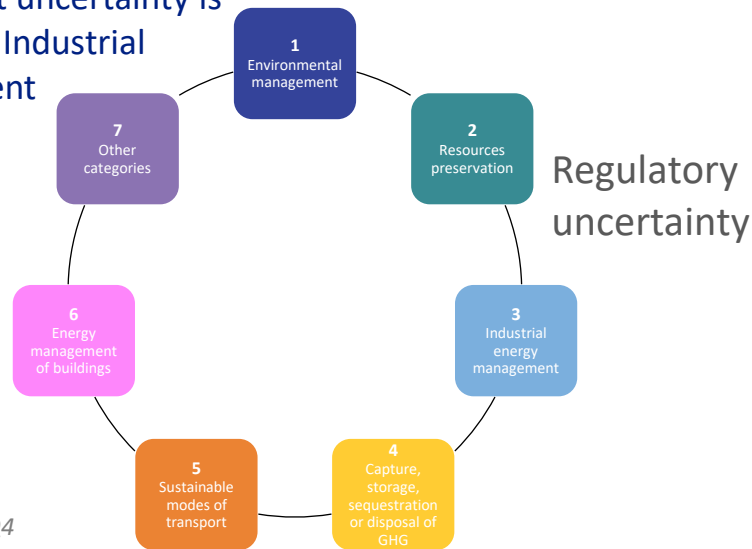 t uncertainty is
Industrial
ent
1
Environmental
management
2
Resources
preservation
Regulatory
uncertainty
3
Industrial
energy
management
4
Capture,
storage,
sequestration
or disposal of
GHG
5
Sustainable
modes of
transport
6
Energy
management
of buildings
7
Other
categories
4